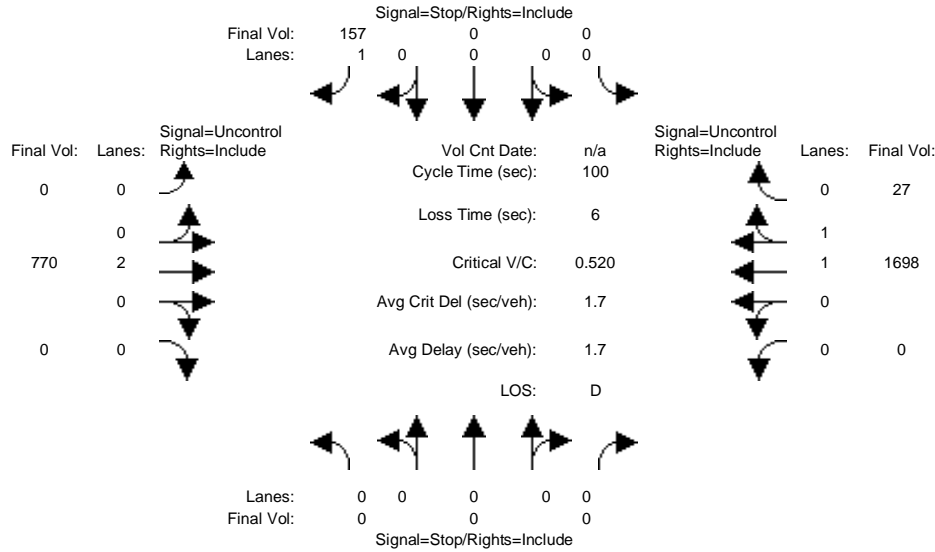 Signal=Stop/Rights=Include
Final Vol: 157 0 0
Lanes: 1 0 0 0 0
Signal=Uncontrol Signal=Uncontrol
Final Vol: Lanes: Rights=Include Vol Cnt Date: n/a Rights=Include Lanes: Final Vol:
Cycle Time (sec): 100
0 0 0 27
Loss Time (sec): 6
0 1
770 2 Critical V/C: 0.520 1 1698
0 Avg Crit Del (sec/veh): 1.7 0
0 0 Avg Delay (sec/veh): 1.7 0 0
LOS: D
Lanes: 0 0 0 0 0
Final Vol: 0 0 0
Signal=Stop/Rights=Include